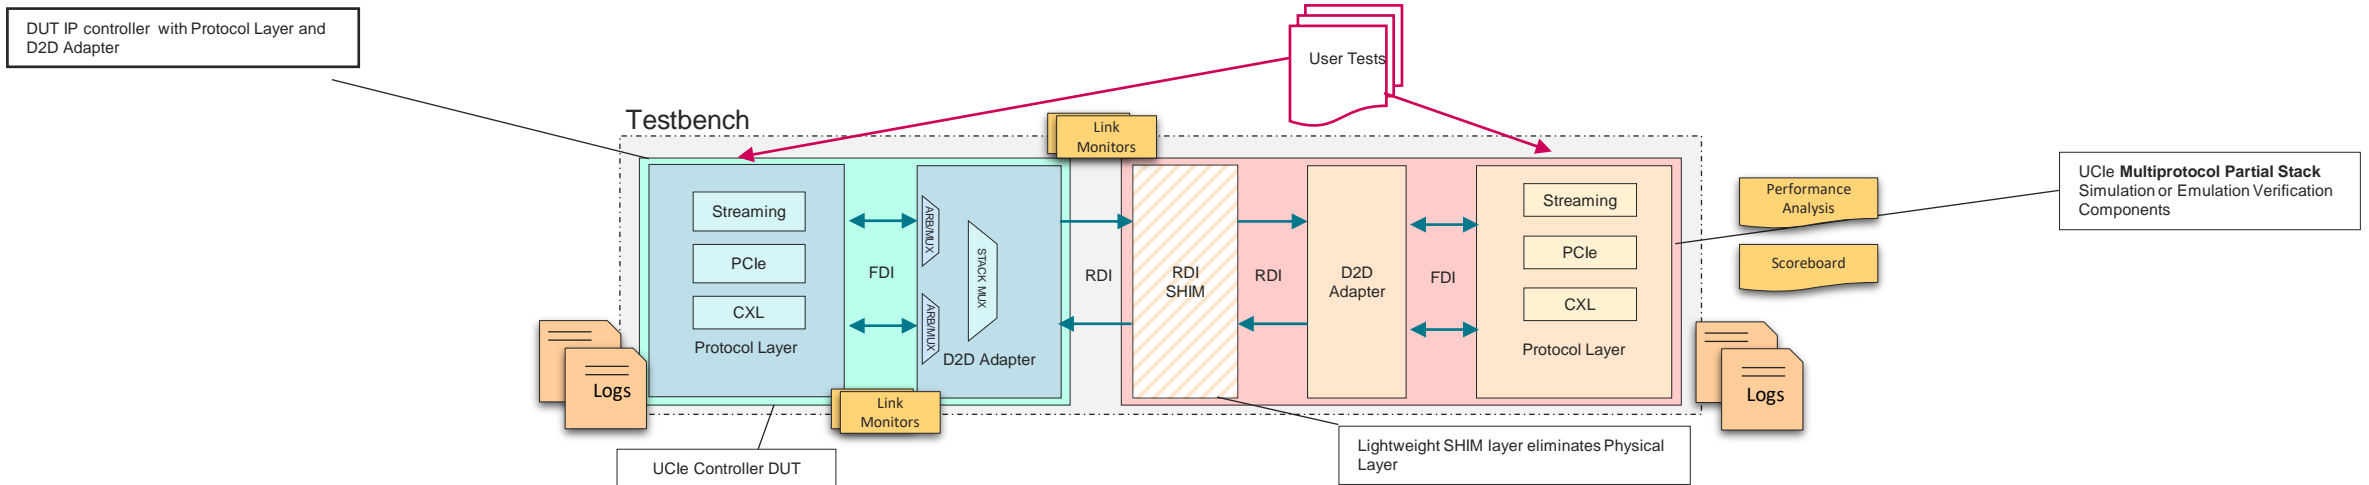 DUT IP controller with Protocol Layer and
D2D Adapter
User Tests
Testbench
Link
Monitors
Streaming
PCIe
CXL
Protocol Layer
FDI
ARB/MUX
ARB/MUX
STACK MUX
D2D Adapter
RDI
RDI
SHIM
RDI
D2D
Adapter
FDI
Streaming
PCIe
CXL
Protocol Layer
Performance
Analysis
Scoreboard
UCIe Multiprotocol Partial Stack
Simulation or Emulation Verification
Components
Logs
Link
Monitors
Logs
UCIe Controller DUT
Lightweight SHIM layer eliminates Physical
Layer